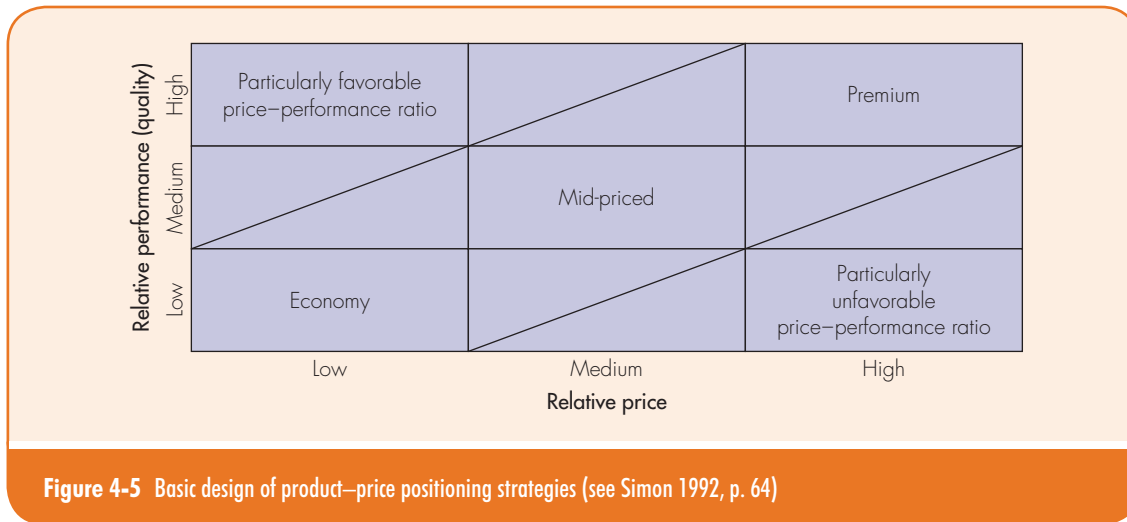 Relative performance (quality)
High
Medium
Low
Particularly favorable
price–performance ratio
Premium
Mid-priced
Economy
Particularly
unfavorable
price–performance ratio
Low
Medium
High
Relative price
Figure 4-5 Basic design of product–price positioning strategies (see Simon 1992, p. 64)